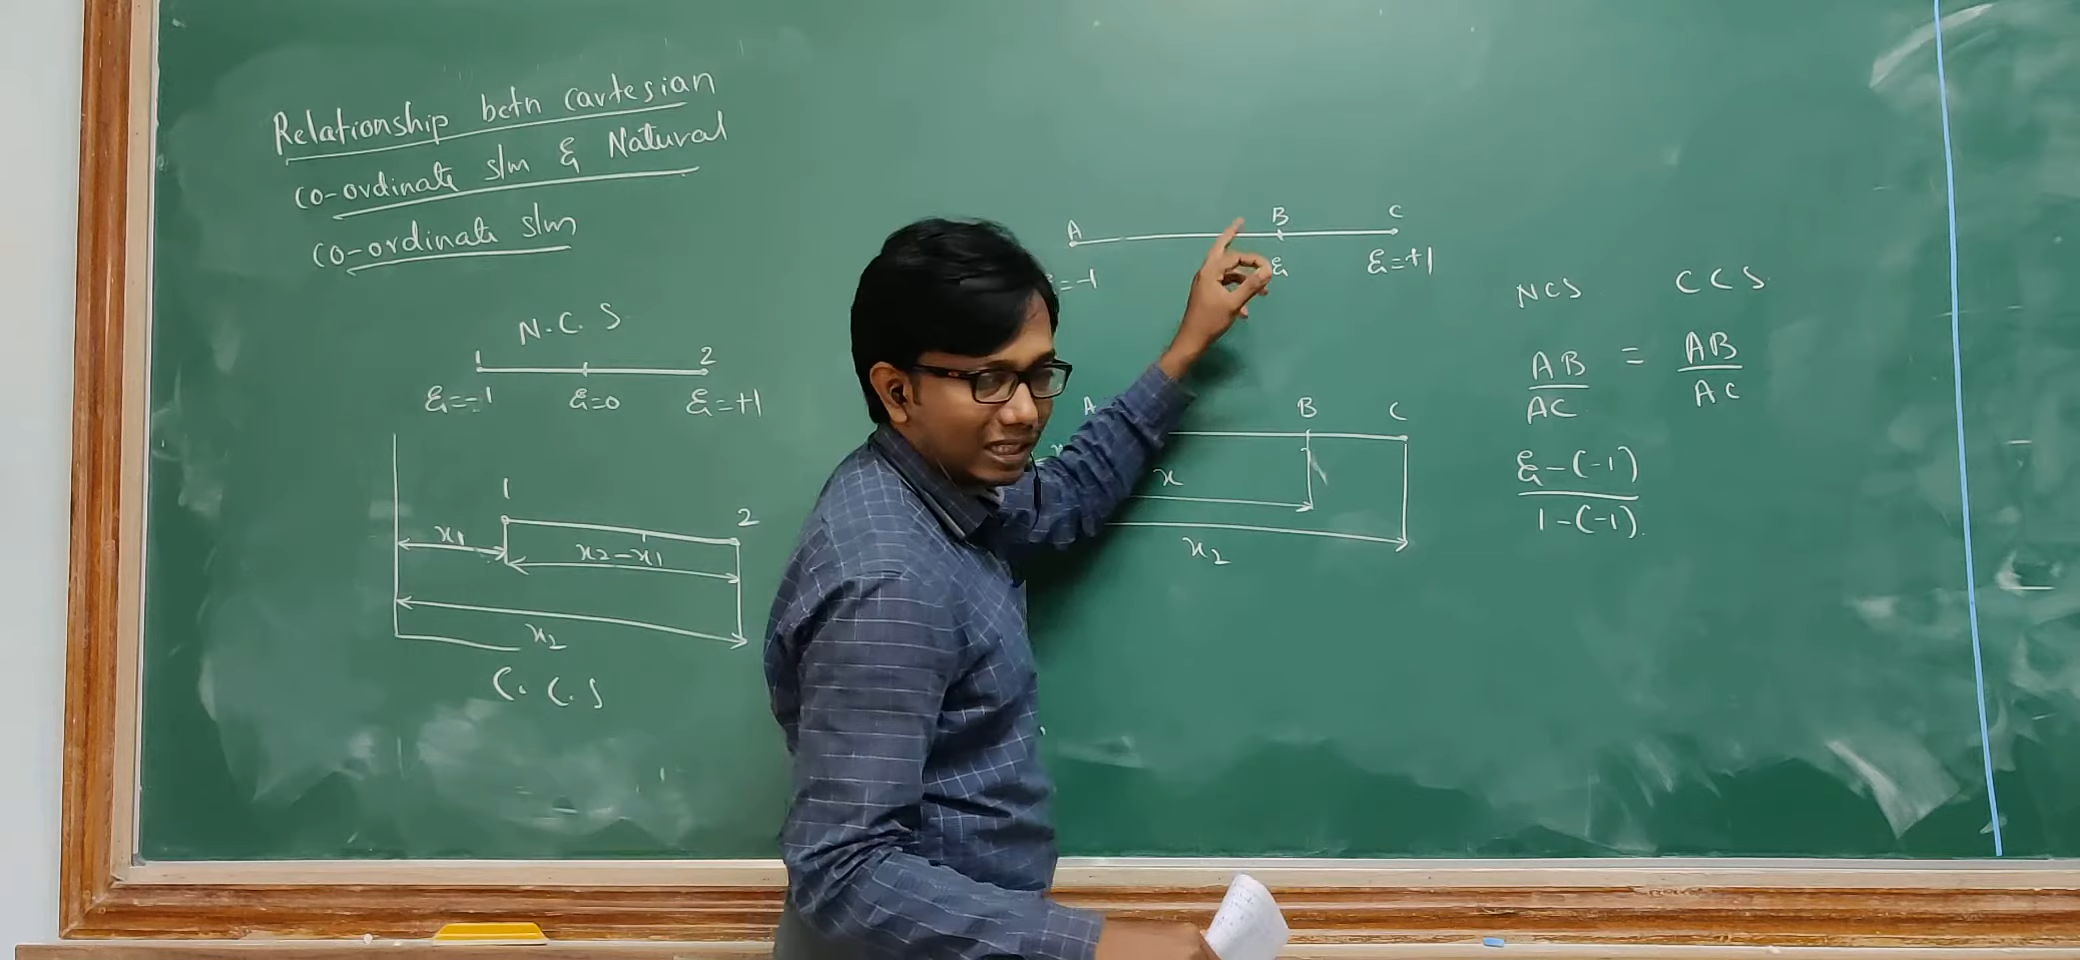 Relationship betn Cartesian
co-ordinate s/m & Natural
co-ordinate s/m
N.C.S
1 2
ξ=-1 ξ=0 ξ=+1
1
2
x1
x2-x1
x2
C.C.S
A B C
=-1 ξ ξ=+1
A B C
x
x2
NCS CCS
AB = AB
AC AC
ξ-(-1)
1-(-1)